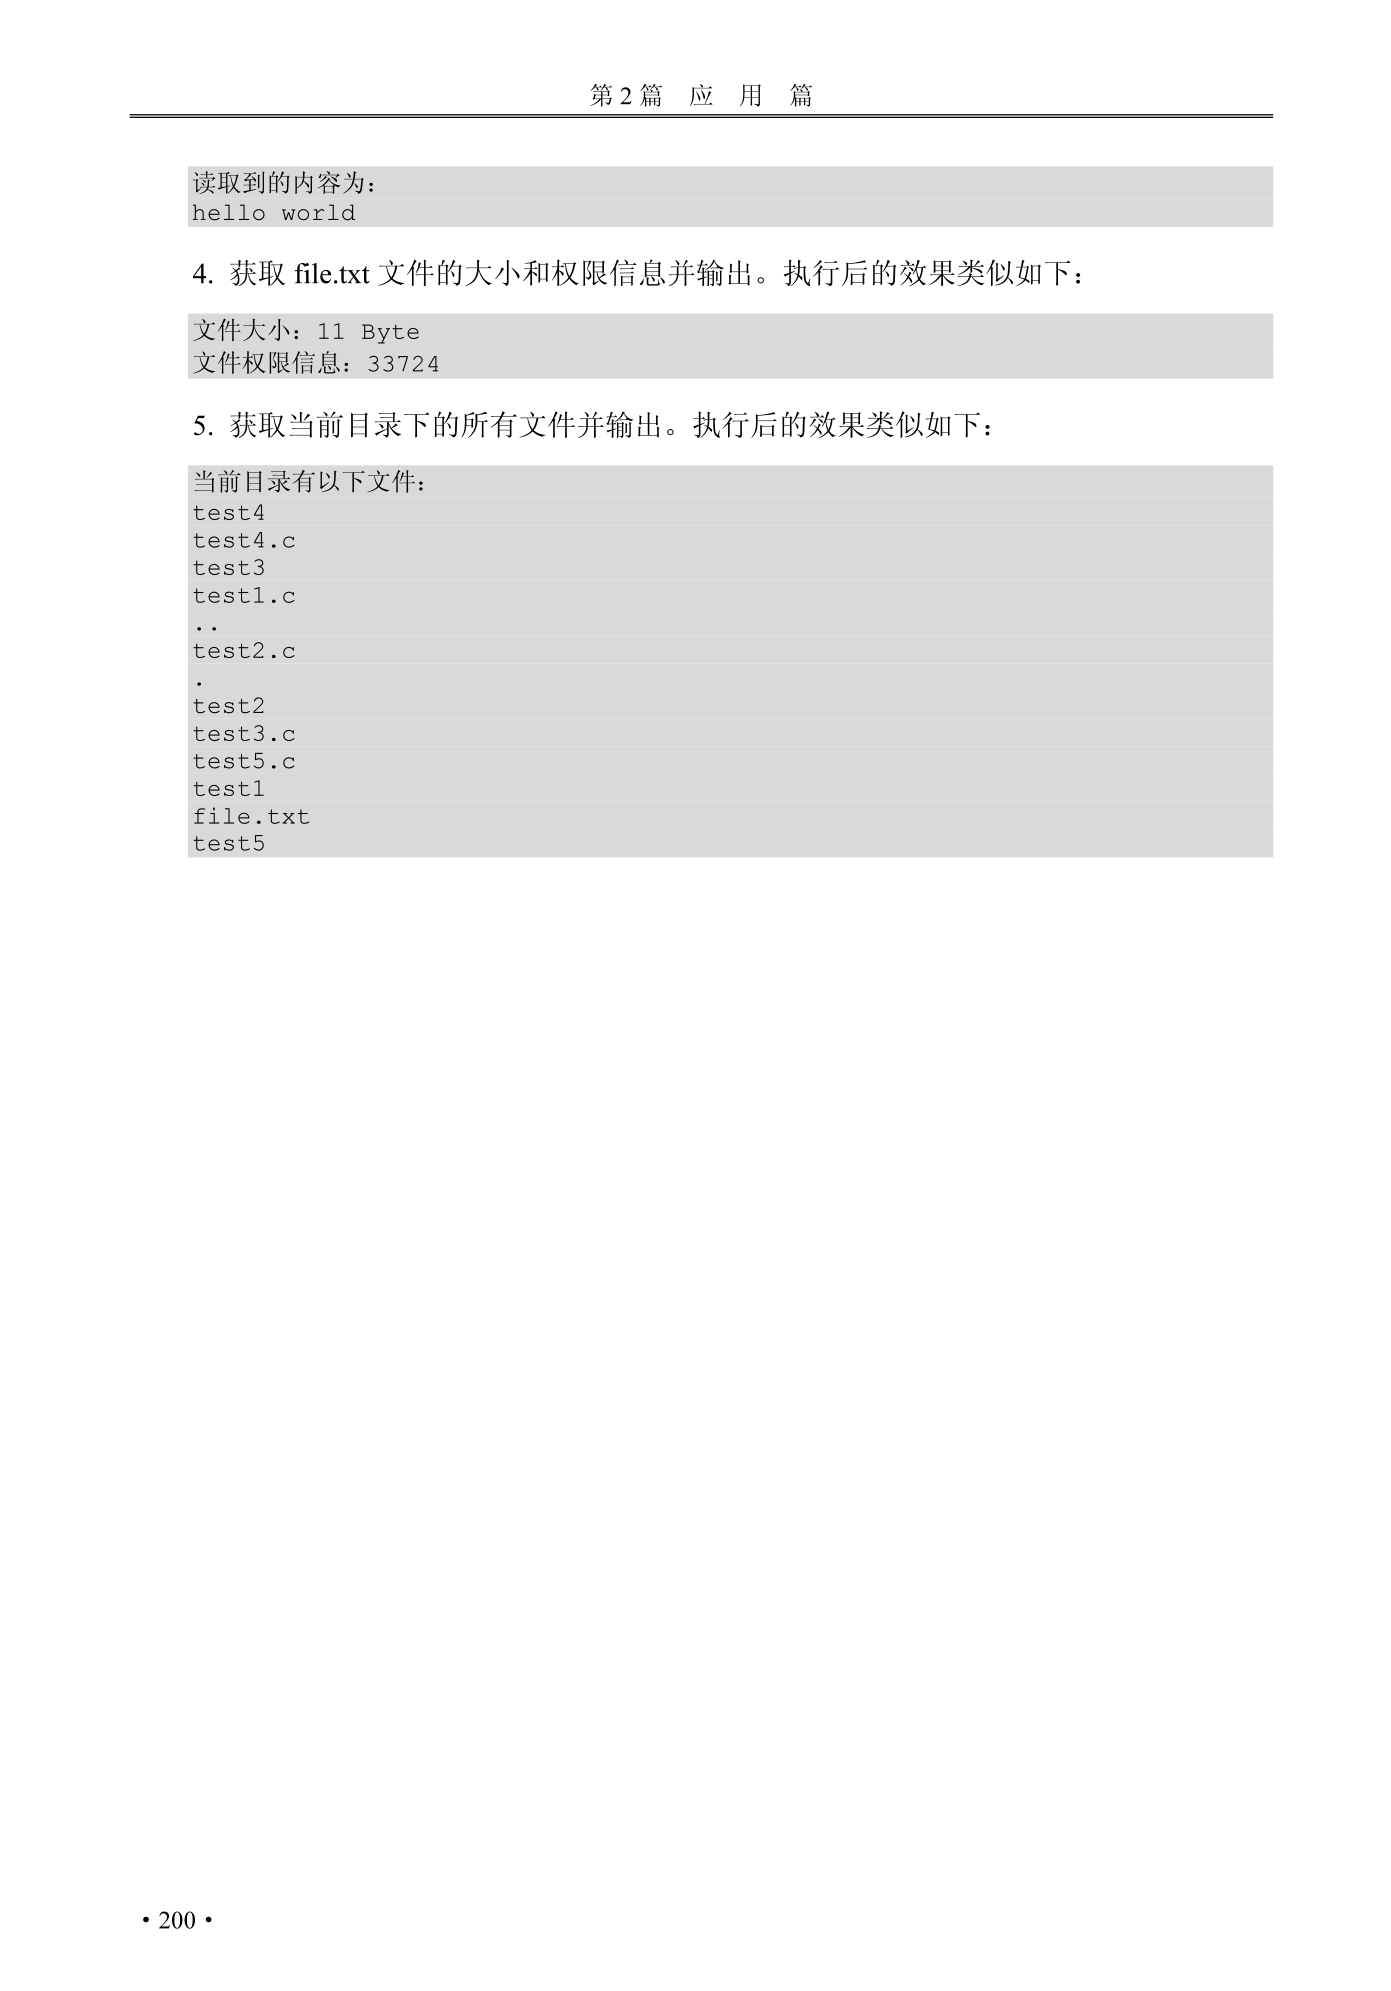 第 2 篇　应　用　篇
读取到的内容为：
hello world
4. 获取 file.txt 文件的大小和权限信息并输出。执行后的效果类似如下：
文件大小：11 Byte
文件权限信息：33724
5. 获取当前目录下的所有文件并输出。执行后的效果类似如下：
当前目录有以下文件：
test4
test4.c
test3
test1.c
..
test2.c
.
test2
test3.c
test5.c
test1
file.txt
test5
• 200 •